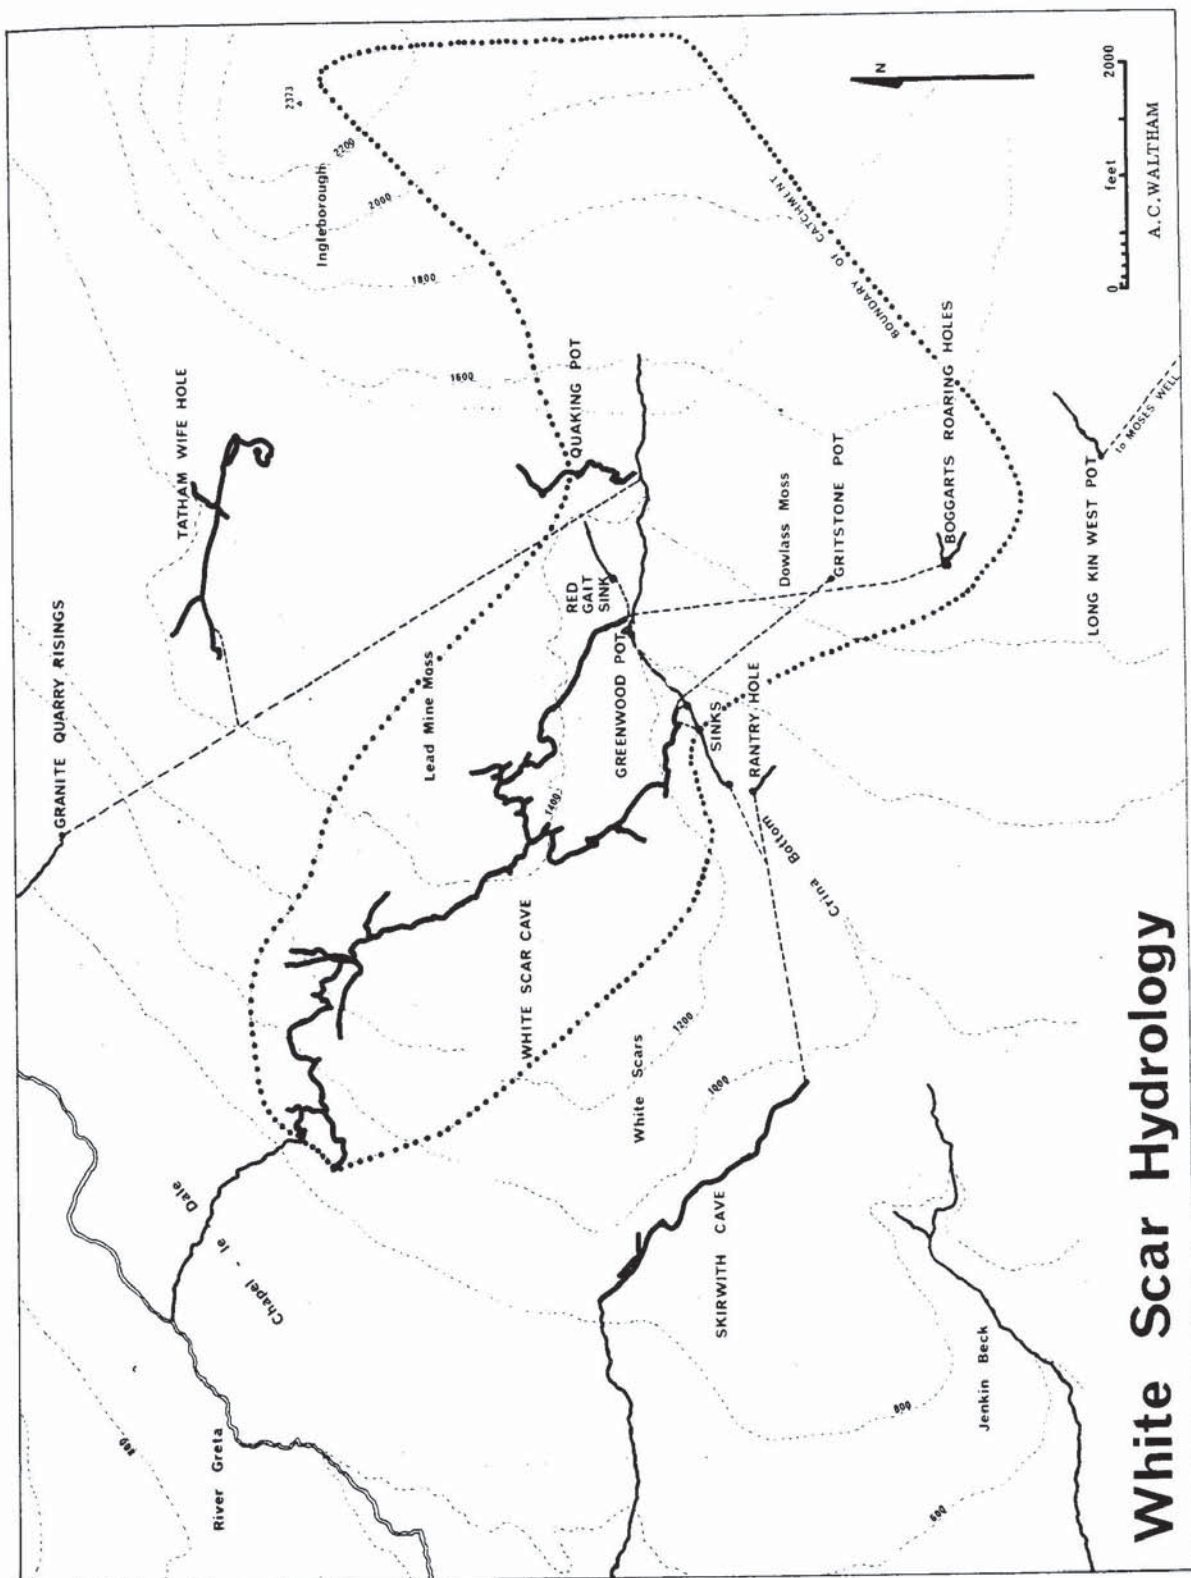 GRANITE QUARRY RISINGS
TATHAM WIFE HOLE
2373
Ingleborough
2200
2000
1800
1600
River Greta
800
Chapel - le Dale
Lead Mine Moss
QUAKING POT
RED
GAIT
SINK
WHITE SCAR CAVE
1400
GREENWOOD POT
White Scars
1200
1000
SINKS
RANTRY HOLE
Dowlass Moss
GRITSTONE POT
BOUNDARY OF CATCHMENT
N
SKIRWITH CAVE
Crina Bottom
BOGGARTS ROARING HOLES
800
600
Jenkin Beck
LONG KIN WEST POT
to MOSES WELL
0 feet 2000
A.C.WALTHAM
White Scar Hydrology